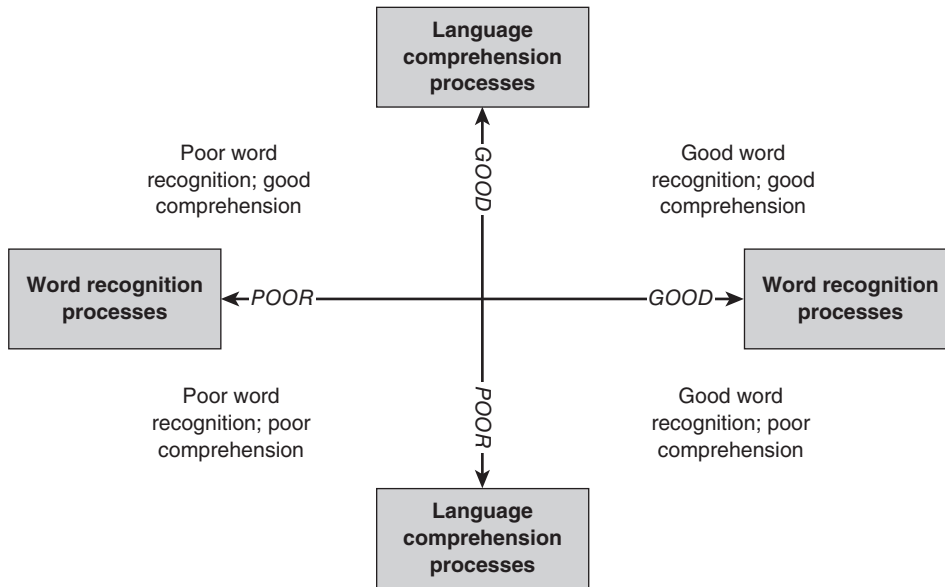 Language
comprehension
processes
GOOD
Poor word
recognition; good
comprehension
Good word
recognition; good
comprehension
Word recognition
processes
POOR
GOOD
Word recognition
processes
Poor word
recognition; poor
comprehension
POOR
Good word
recognition; poor
comprehension
Language
comprehension
processes